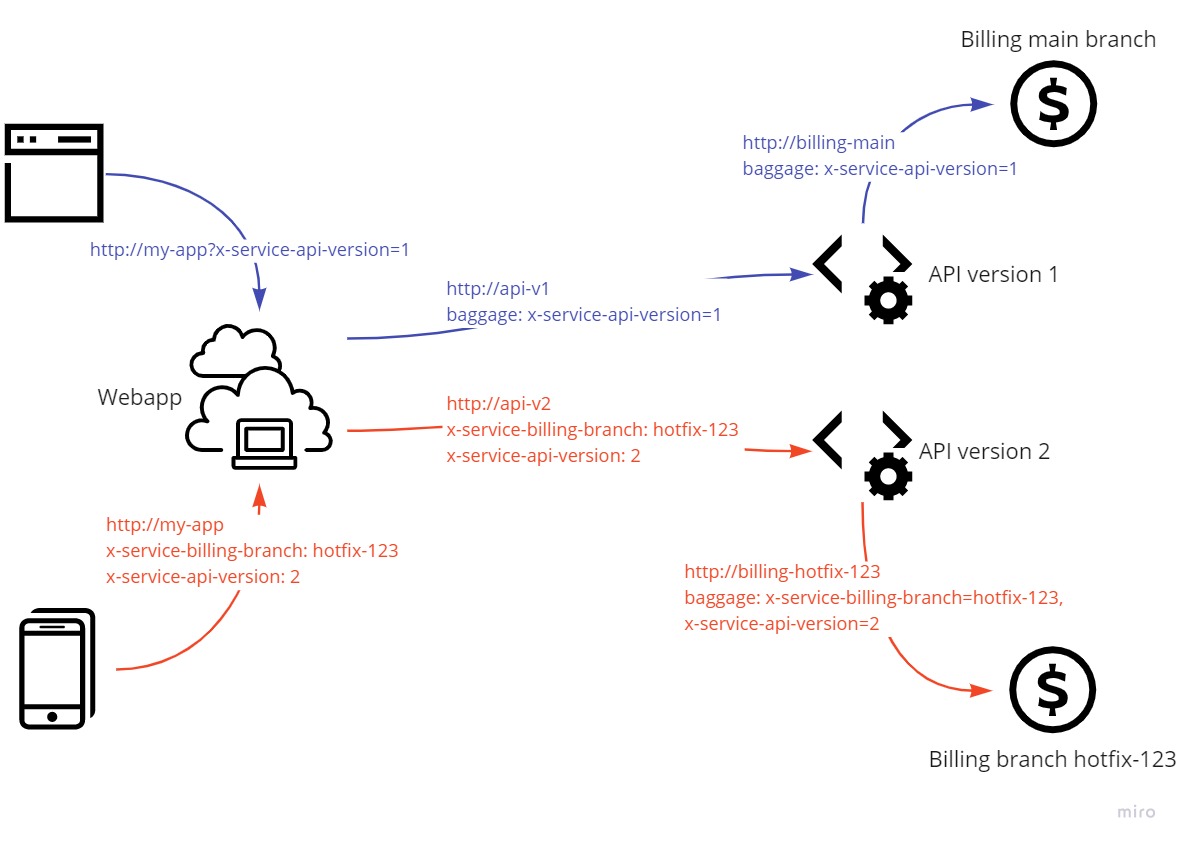 Billing main branch
http://billing-main
baggage: x-service-api-version=1
http://my-app?x-service-api-version=1
API version 1
http://api-v1
baggage: x-service-api-version=1
Webapp
http://api-v2
x-service-billing-branch: hotfix-123
x-service-api-version: 2
API version 2
http://my-app
x-service-billing-branch: hotfix-123
x-service-api-version: 2
http://billing-hotfix-123
baggage: x-service-billing-branch=hotfix-123,
x-service-api-version=2
Billing branch hotfix-123
miro